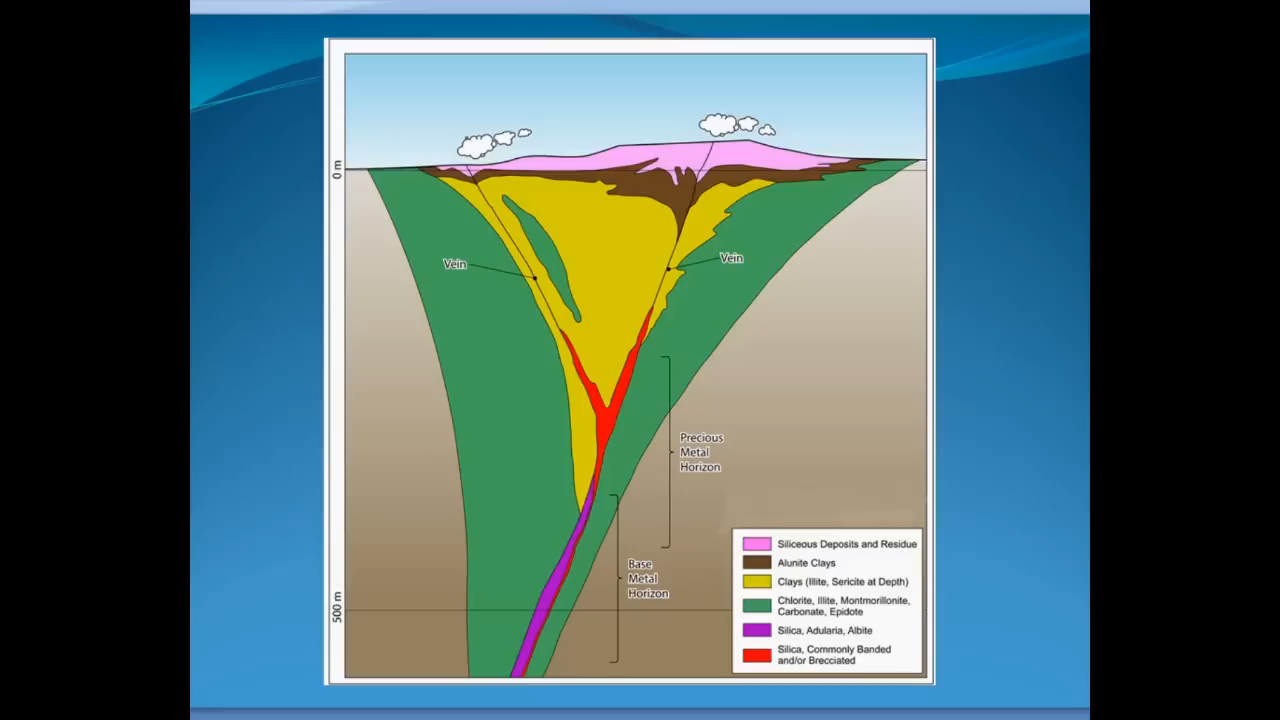 0 m
Vein
Vein
Precious
Metal
Horizon
Base
Metal
Horizon
500 m
Siliceous Deposits and Residue
Alunite Clays
Clays (Illite, Sericite at Depth)
Chlorite, Illite, Montmorillonite,
Carbonate, Epidote
Silica, Adularia, Albite
Silica, Commonly Banded
and/or Brecciated